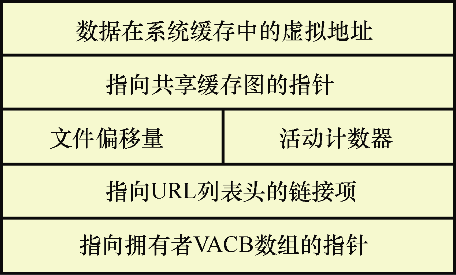 数据在系统缓存中的虚拟地址
指向共享缓存图的指针
文件偏移量
活动计数器
指向URL列表头的链接项
指向拥有者VACB数组的指针